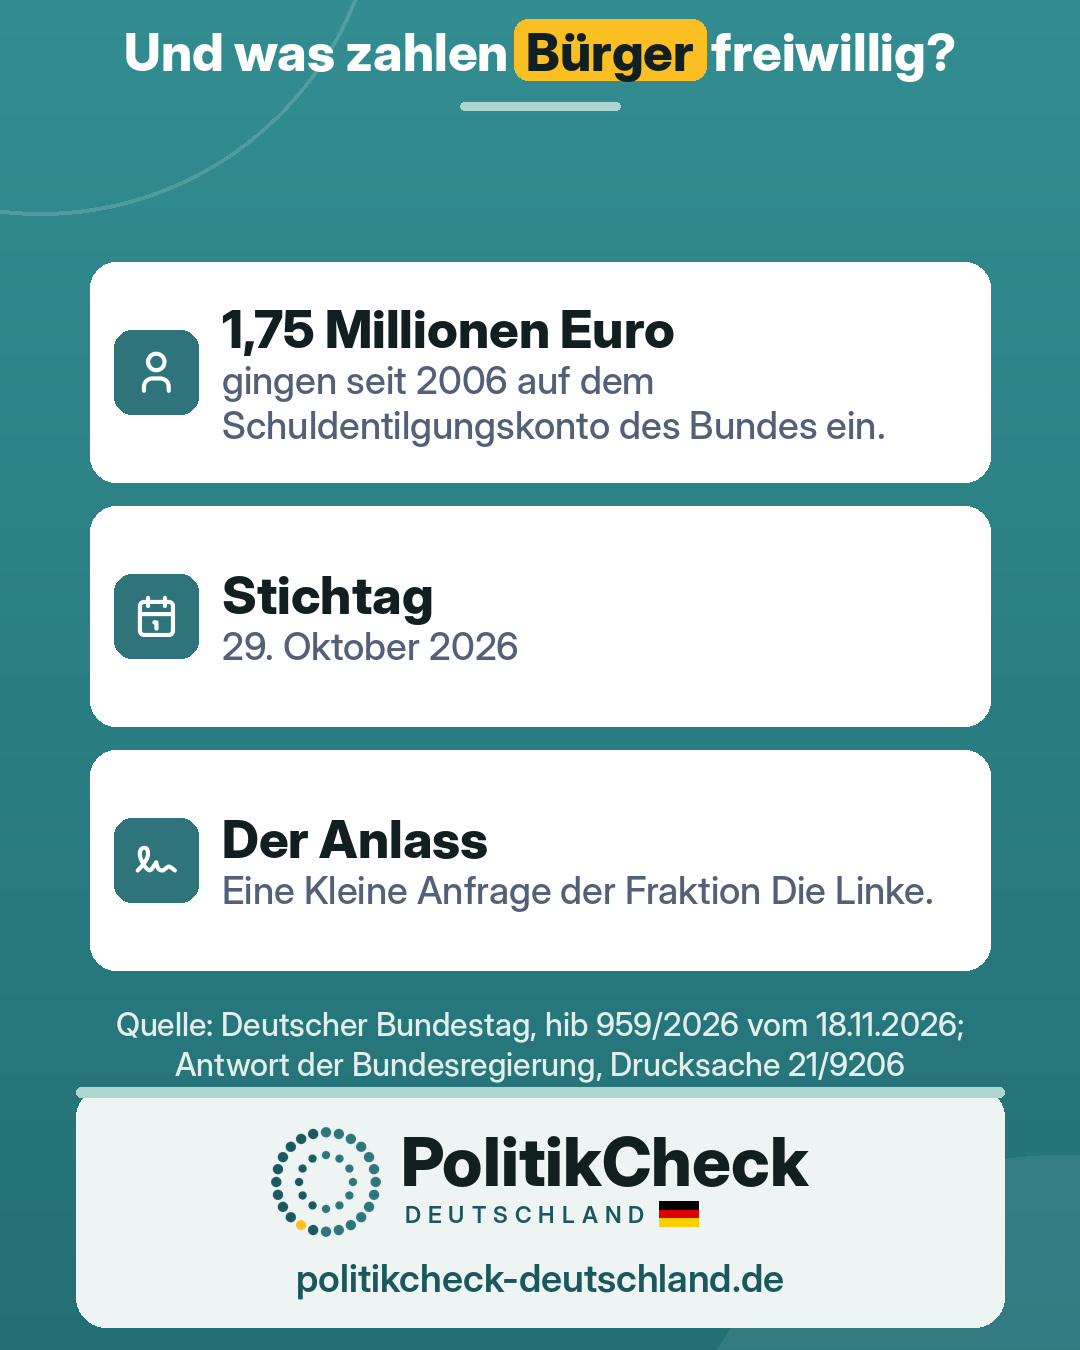 Und was zahlen Bürger freiwillig?
1,75 Millionen Euro
gingen seit 2006 auf dem
Schuldentilgungskonto des Bundes ein.
Stichtag
29. Oktober 2026
Der Anlass
Eine Kleine Anfrage der Fraktion Die Linke.
Quelle: Deutscher Bundestag, hib 959/2026 vom 18.11.2026;
Antwort der Bundesregierung, Drucksache 21/9206
PolitikCheck
DEUTSCHLAND
politikcheck-deutschland.de